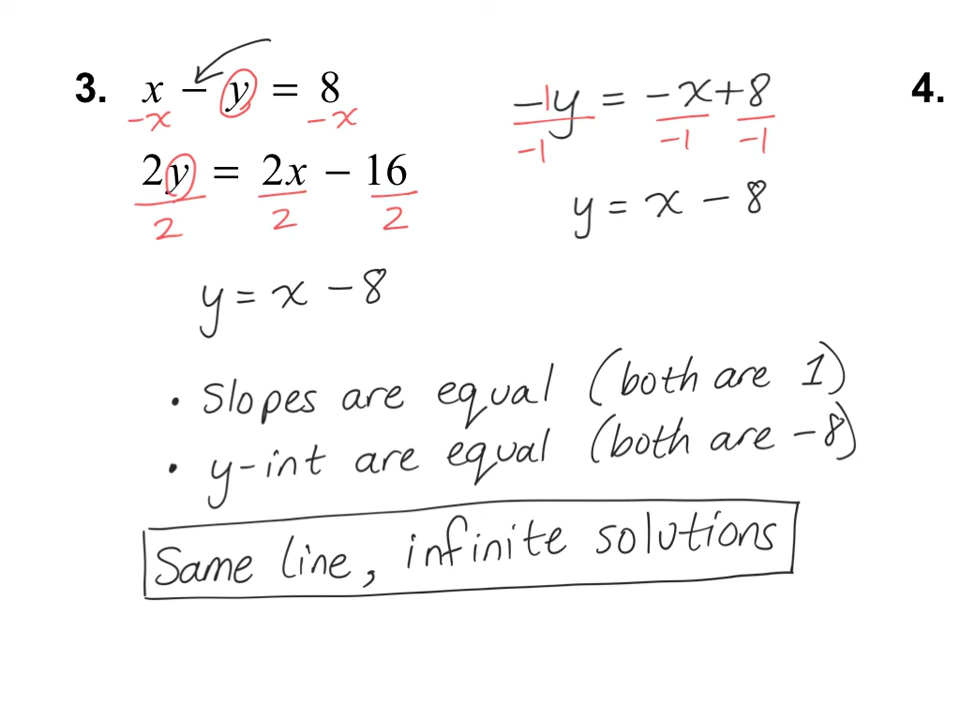 3. x − y = 8
−x −x
2y = 2x − 16
2 2 2
y = x − 8
−1y = −x + 8
−1 −1 −1
y = x − 8
4.
• Slopes are equal (both are 1)
• y-int are equal (both are −8)
Same line, infinite solutions